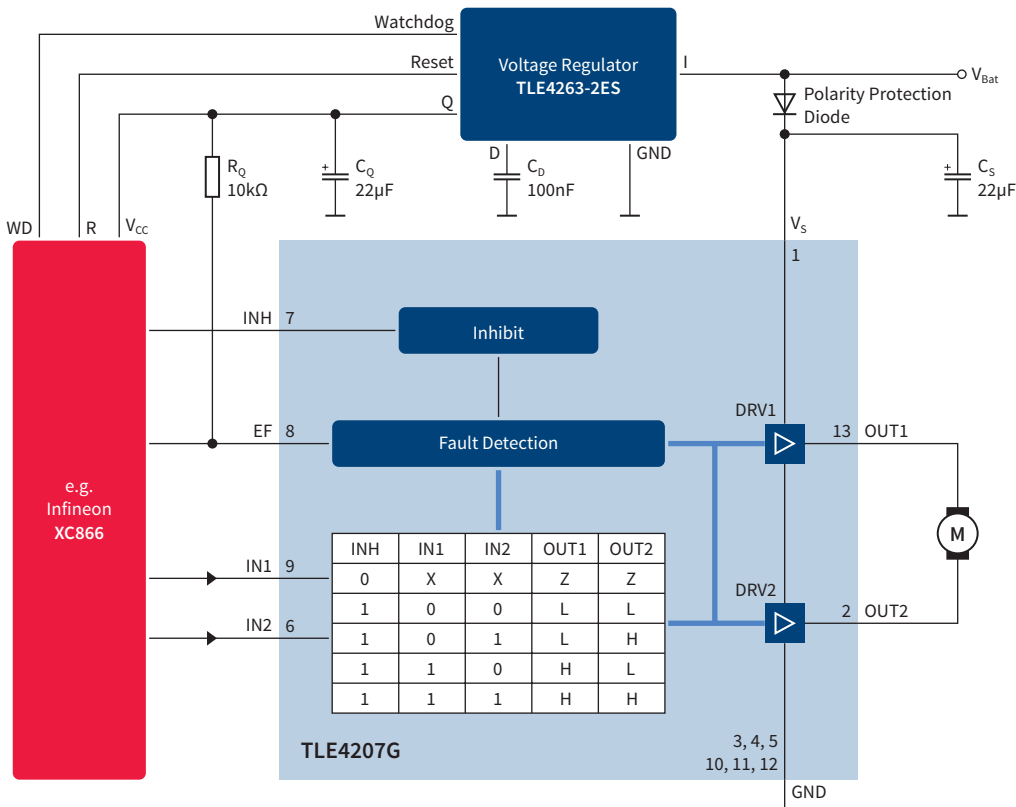 Watchdog
Reset
Q
Voltage Regulator
TLE4263-2ES
I
V_Bat
Polarity Protection
Diode
D
GND
R_Q
10kΩ
+ C_Q
22µF
C_D
100nF
+ C_S
22µF
WD
R
V_CC
V_S
1
INH 7
Inhibit
EF 8
Fault Detection
DRV1
13 OUT1
e.g.
Infineon
XC866
M
IN1 9
IN2 6
INH IN1 IN2 OUT1 OUT2
0 X X Z Z
1 0 0 L L
1 0 1 L H
1 1 0 H L
1 1 1 H H
DRV2
2 OUT2
TLE4207G
3, 4, 5
10, 11, 12
GND